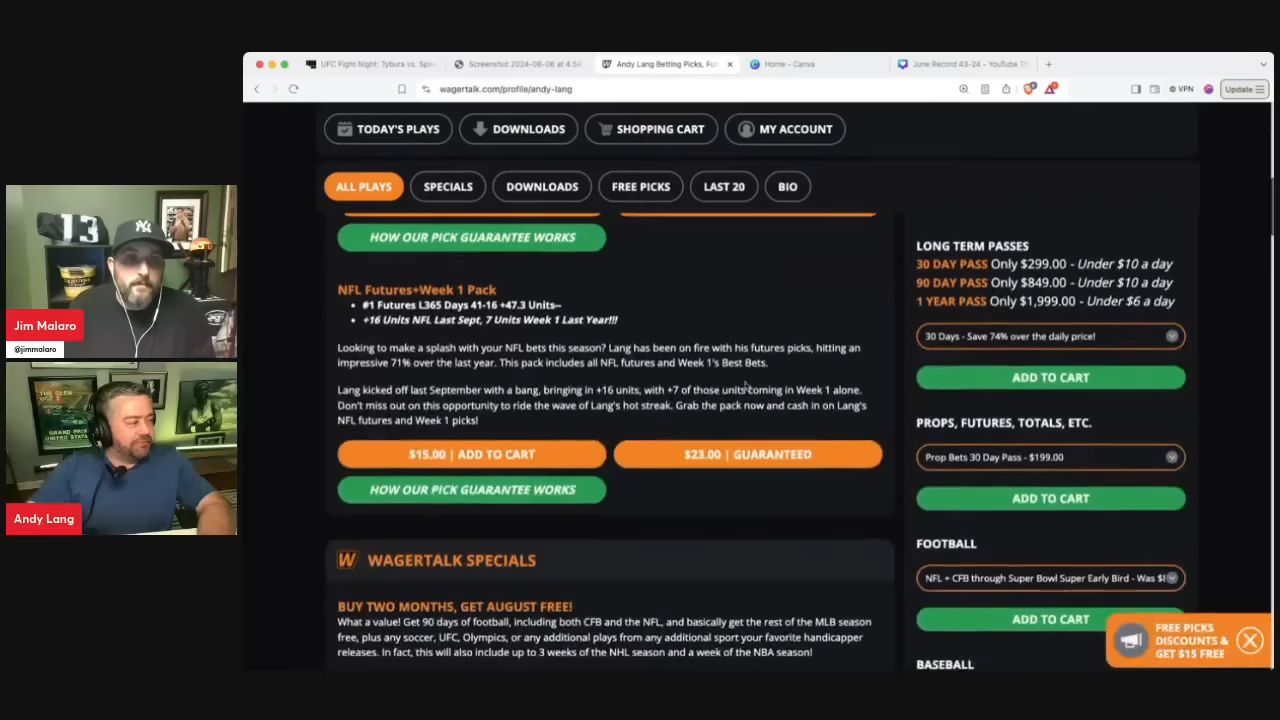 UFC Fight Night: Tybura vs. Spiv
Screenshot 2024-08-06 at 4.54
Andy Lang Betting Picks, Fu
Home - Canva
June Record 43-24 - YouTube Th
wagertalk.com/profile/andy-lang
VPN
Update
TODAY'S PLAYS
DOWNLOADS
SHOPPING CART
MY ACCOUNT
ALL PLAYS
SPECIALS
DOWNLOADS
FREE PICKS
LAST 20
BIO
HOW OUR PICK GUARANTEE WORKS
NFL Futures+Week 1 Pack
#1 Futures L365 Days 41-16 +47.3 Units--
+16 Units NFL Last Sept, 7 Units Week 1 Last Year!!!
Looking to make a splash with your NFL bets this season? Lang has been on fire with his futures picks, hitting an
impressive 71% over the last year. This pack includes all NFL futures and Week 1's Best Bets.
Lang kicked off last September with a bang, bringing in +16 units, with +7 of those units coming in Week 1 alone.
Don't miss out on this opportunity to ride the wave of Lang's hot streak. Grab the pack now and cash in on Lang's
NFL futures and Week 1 picks!
$15.00 | ADD TO CART
$23.00 | GUARANTEED
HOW OUR PICK GUARANTEE WORKS
W WAGERTALK SPECIALS
BUY TWO MONTHS, GET AUGUST FREE!
What a value! Get 90 days of football, including both CFB and the NFL, and basically get the rest of the MLB season
free, plus any soccer, UFC, Olympics, or any additional plays from any additional sport your favorite handicapper
releases. In fact, this will also include up to 3 weeks of the NHL season and a week of the NBA season!
LONG TERM PASSES
30 DAY PASS Only $299.00 - Under $10 a day
90 DAY PASS Only $849.00 - Under $10 a day
1 YEAR PASS Only $1,999.00 - Under $6 a day
30 Days - Save 74% over the daily price!
ADD TO CART
PROPS, FUTURES, TOTALS, ETC.
Prop Bets 30 Day Pass - $199.00
ADD TO CART
FOOTBALL
NFL + CFB through Super Bowl Super Early Bird - Was $
ADD TO CART
BASEBALL
FREE PICKS
DISCOUNTS &
GET $15 FREE
13
NY
Jim Malaro
@jimmalaro
THE GLEN
OCT 3
GRAND PRIX
UNITED STATES
Andy Lang